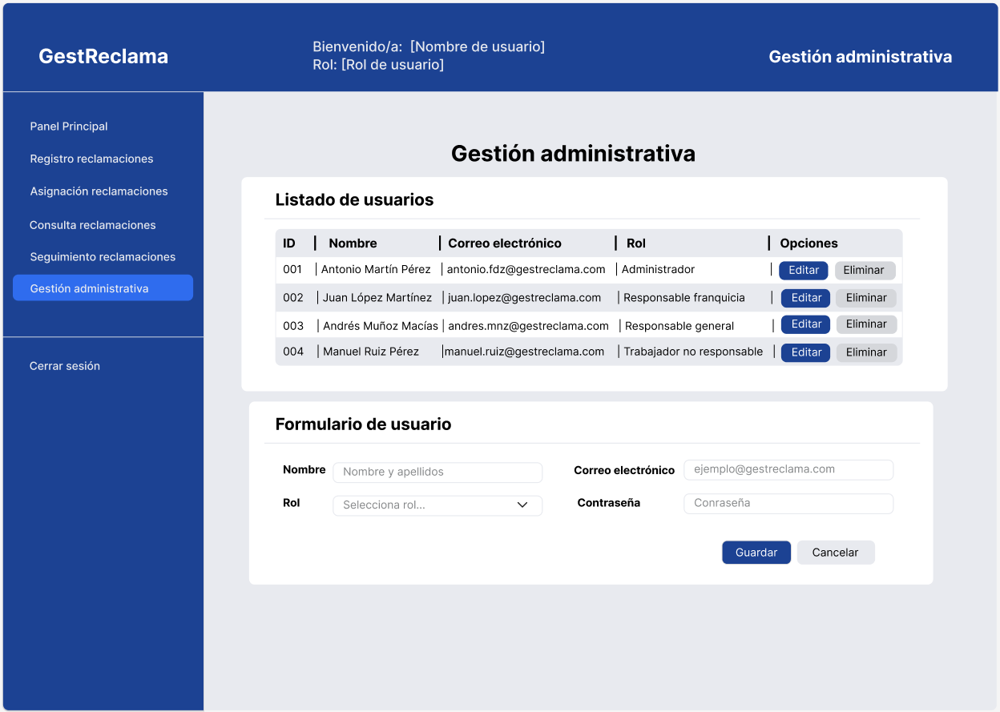 GestReclama
Bienvenido/a: [Nombre de usuario]
Rol: [Rol de usuario]
Gestión administrativa
Panel Principal
Registro reclamaciones
Asignación reclamaciones
Consulta reclamaciones
Seguimiento reclamaciones
Gestión administrativa
Cerrar sesión
Gestión administrativa
Listado de usuarios
ID | Nombre | Correo electrónico | Rol | Opciones
001 | Antonio Martín Pérez | antonio.fdz@gestreclama.com | Administrador | Editar Eliminar
002 | Juan López Martínez | juan.lopez@gestreclama.com | Responsable franquicia | Editar Eliminar
003 | Andrés Muñoz Macías | andres.mnz@gestreclama.com | Responsable general | Editar Eliminar
004 | Manuel Ruiz Pérez |manuel.ruiz@gestreclama.com | Trabajador no responsable | Editar Eliminar
Formulario de usuario
Nombre Nombre y apellidos Correo electrónico ejemplo@gestreclama.com
Rol Selecciona rol... Contraseña Conraseña
Guardar Cancelar